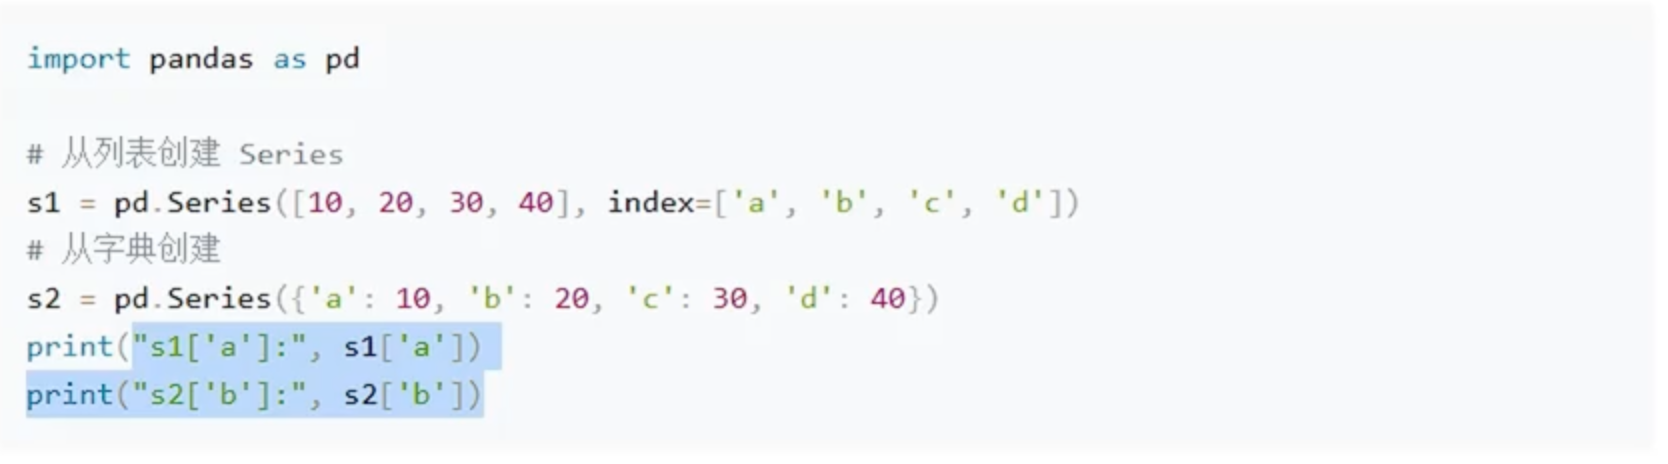 import pandas as pd
# 从列表创建 Series
s1 = pd.Series([10, 20, 30, 40], index=['a', 'b', 'c', 'd'])
# 从字典创建
s2 = pd.Series({'a': 10, 'b': 20, 'c': 30, 'd': 40})
print("s1['a']:", s1['a'])
print("s2['b']:", s2['b'])